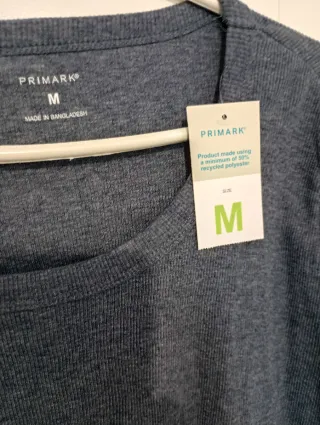 PRIMARK®
M
MADE IN BANGLADESH
PRIMARK®
Product made using
a minimum of 50%
recycled polyester
SIZE
M